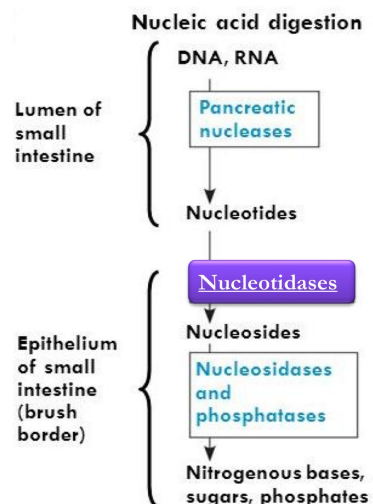 Nucleic acid digestion
DNA, RNA
Lumen of
small
intestine
Pancreatic
nucleases
Nucleotides
Nucleotidases
Epithelium
of small
intestine
(brush
border)
Nucleosides
Nucleosidases
and
phosphatases
Nitrogenous bases,
sugars, phosphates